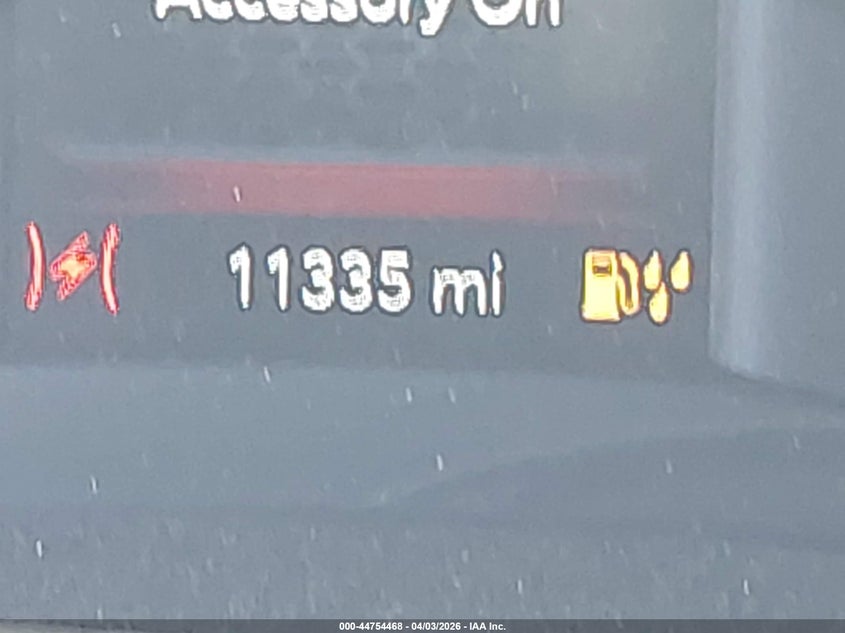 Accessory On
11335 mi
000-44754468 - 04/03/2026 - IAA Inc.